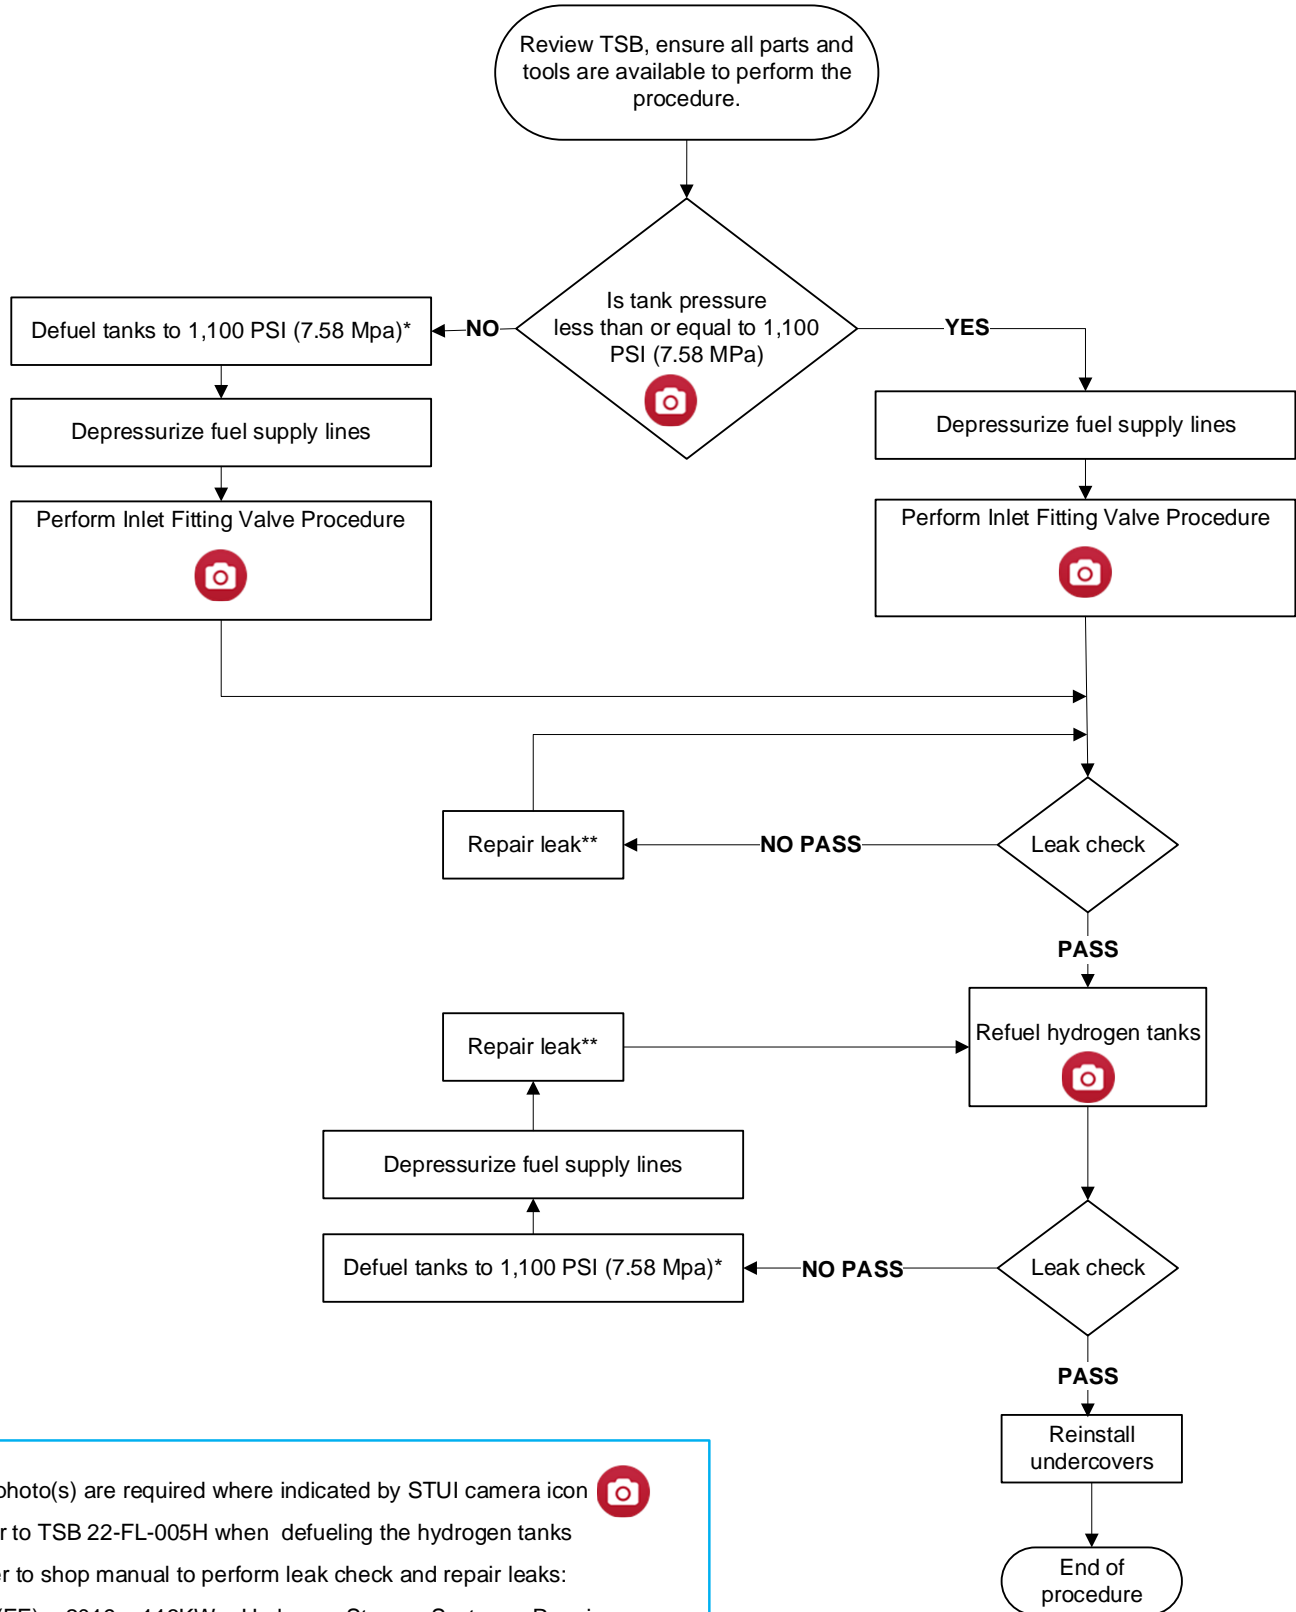 Review TSB, ensure all parts and
tools are available to perform the
procedure.
Is tank pressure
less than or equal to 1,100
PSI (7.58 MPa)
NO
YES
Defuel tanks to 1,100 PSI (7.58 Mpa)*
Depressurize fuel supply lines
Perform Inlet Fitting Valve Procedure
Depressurize fuel supply lines
Perform Inlet Fitting Valve Procedure
Leak check
NO PASS
Repair leak**
PASS
Refuel hydrogen tanks
Repair leak**
Depressurize fuel supply lines
Defuel tanks to 1,100 PSI (7.58 Mpa)*
NO PASS
Leak check
PASS
Reinstall
undercovers
End of
procedure
photo(s) are required where indicated by STUI camera icon
to TSB 22-FL-005H when defueling the hydrogen tanks
to shop manual to perform leak check and repair leaks: